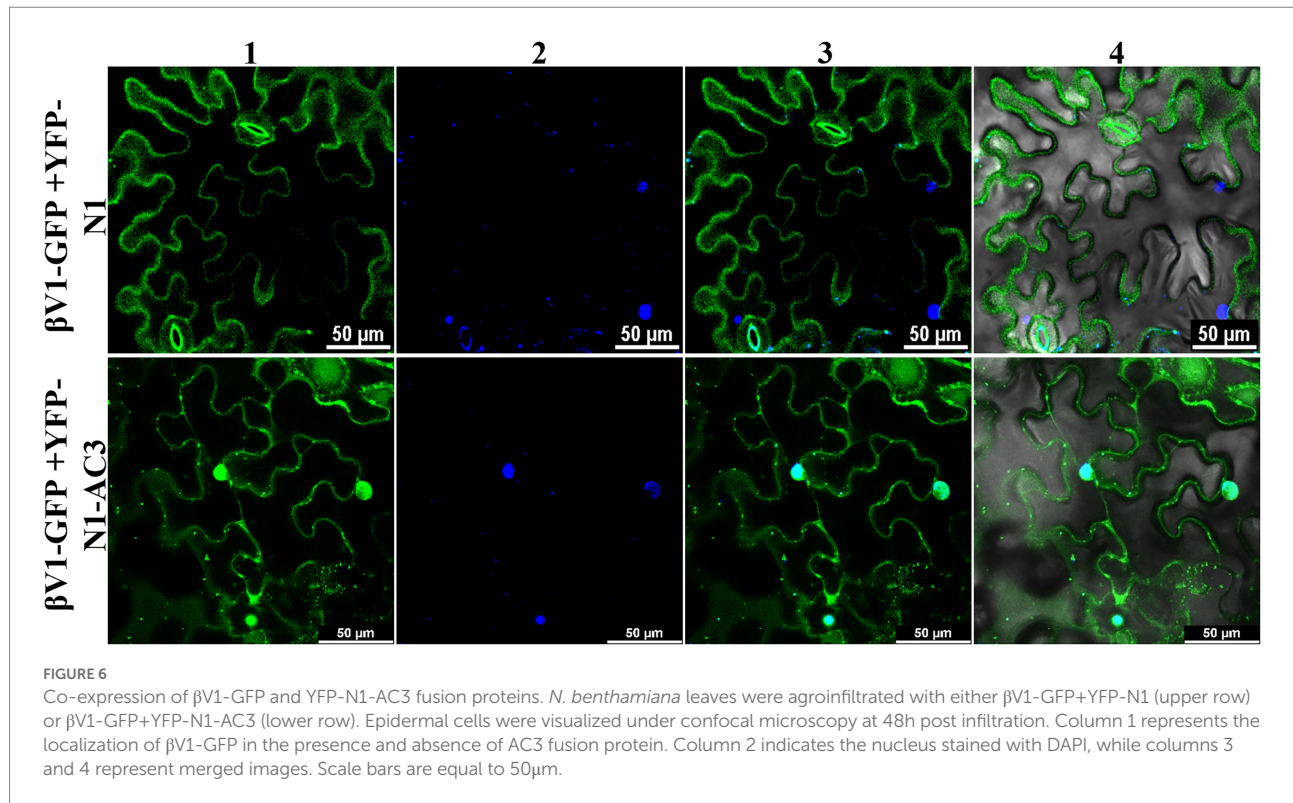 1 2 3 4
βV1-GFP +YFP-
N1
50 µm 50 µm 50 µm 50 µm
βV1-GFP +YFP-
N1-AC3
50 µm 50 µm 50 µm 50 µm
FIGURE 6
Co-expression of βV1-GFP and YFP-N1-AC3 fusion proteins. N. benthamiana leaves were agroinfiltrated with either βV1-GFP+YFP-N1 (upper row)
or βV1-GFP+YFP-N1-AC3 (lower row). Epidermal cells were visualized under confocal microscopy at 48h post infiltration. Column 1 represents the
localization of βV1-GFP in the presence and absence of AC3 fusion protein. Column 2 indicates the nucleus stained with DAPI, while columns 3
and 4 represent merged images. Scale bars are equal to 50µm.